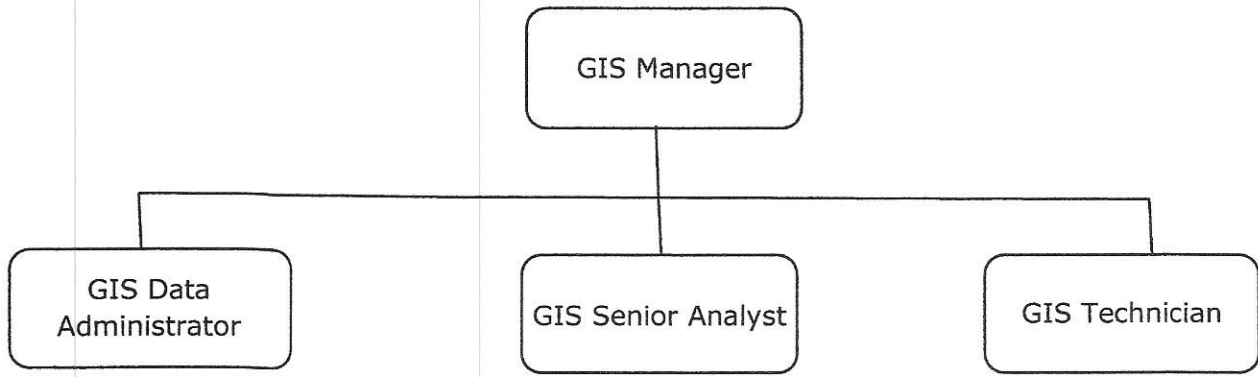 GIS Manager
GIS Data
Administrator
GIS Senior Analyst
GIS Technician